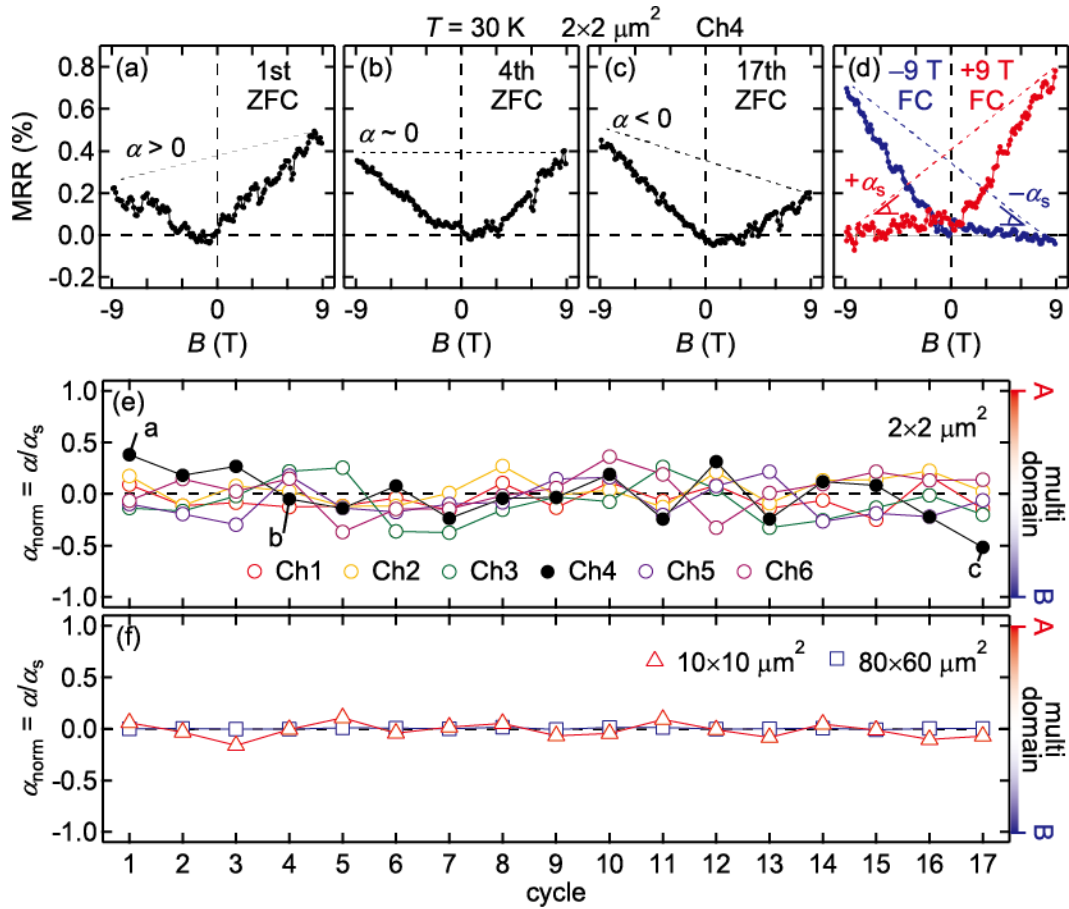 T = 30 K 2×2 μm² Ch4
(a) 1st ZFC
α > 0
(b) 4th ZFC
α ~ 0
(c) 17th ZFC
α < 0
(d) –9 T FC +9 T FC
+αs
−αs
MRR (%)
0.8
0.6
0.4
0.2
0.0
-0.2
-9 0 9
B (T)
-9 0 9
B (T)
-9 0 9
B (T)
-9 0 9
B (T)
(e) 2×2 μm²
a
b
c
Ch1 Ch2 Ch3 Ch4 Ch5 Ch6
αnorm = α/αs
1.0
0.5
0.0
-0.5
-1.0
A
multi domain
B
(f) 10×10 μm² 80×60 μm²
αnorm = α/αs
1.0
0.5
0.0
-0.5
-1.0
A
multi domain
B
1 2 3 4 5 6 7 8 9 10 11 12 13 14 15 16 17
cycle